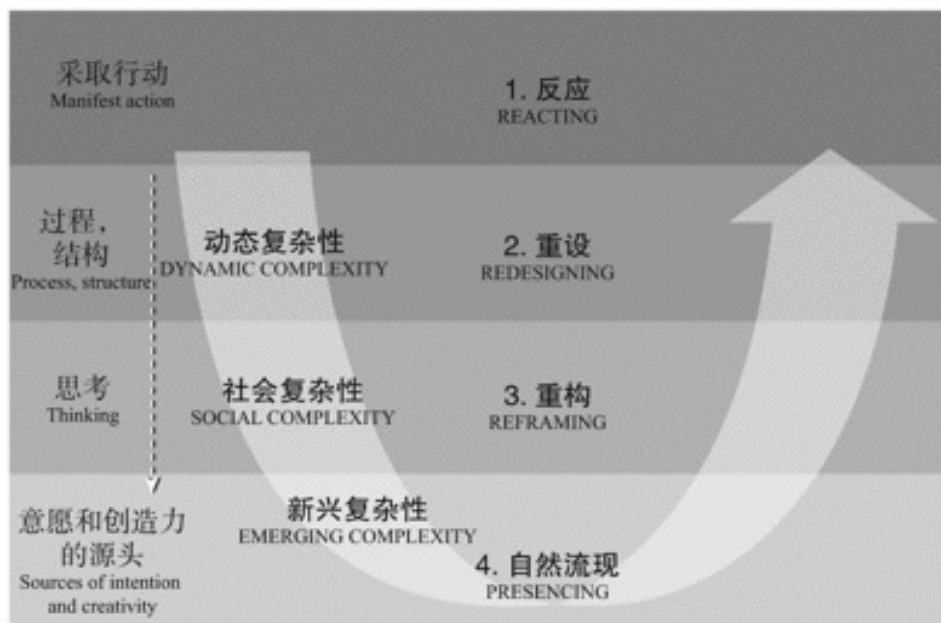 采取行动
Manifest action
1. 反应
REACTING
过程，
结构
Process, structure
动态复杂性
DYNAMIC COMPLEXITY
2. 重设
REDESIGNING
思考
Thinking
社会复杂性
SOCIAL COMPLEXITY
3. 重构
REFRAMING
意愿和创造力
的源头
Sources of intention
and creativity
新兴复杂性
EMERGING COMPLEXITY
4. 自然流现
PRESENCING